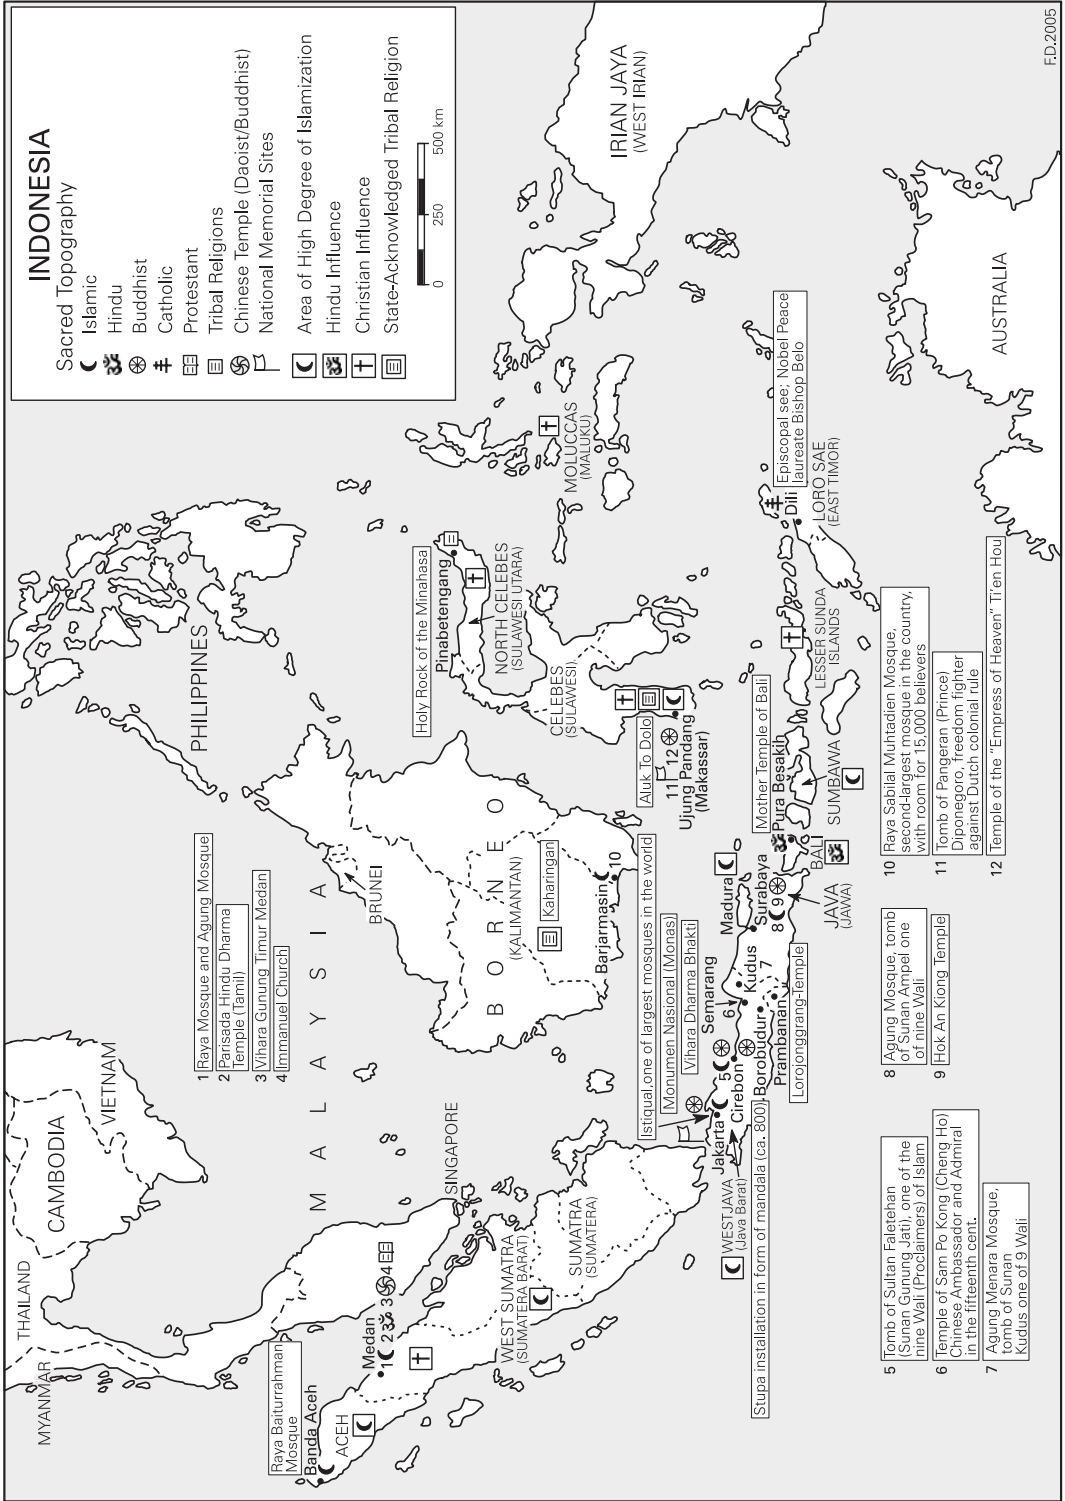 INDONESIA
Sacred Topography
Islamic
Hindu
Buddhist
Catholic
Protestant
Tribal Religions
Chinese Temple (Daoist/Buddhist)
National Memorial Sites
Area of High Degree of Islamization
Hindu Influence
Christian Influence
State-Acknowledged Tribal Religion
0 250 500 km
MYANMAR
THAILAND
CAMBODIA
VIETNAM
PHILIPPINES
MALAYSIA
BRUNEI
SINGAPORE
1 Raya Mosque and Agung Mosque
2 Parisada Hindu Dharma
Temple (Tamil)
3 Vihara Gunung Timur Medan
4 Immanuel Church
Raya Baiturrahman
Mosque
Banda Aceh
ACEH
Medan
1 2 3 4
WEST SUMATRA
(SUMATERA BARAT)
SUMATRA
(SUMATERA)
BORNEO
(KALIMANTAN)
Kaharingan
Barjarmasin
10
Holy Rock of the Minahasa
Pinabetengang
NORTH CELEBES
(SULAWESI UTARA)
CELEBES
(SULAWESI)
Aluk To Dolo
11 12
Ujung Pandang
(Makassar)
MOLUCCAS
(MALUKU)
IRIAN JAYA
(WEST IRIAN)
Istiqual,one of largest mosques in the world
Monumen Nasional (Monas)
Vihara Dharma Bhakti
Jakarta
WESTJAVA
(Java Barat)
5
Cirebon
Semarang
6
Kudus
7
Borobudur
Prambanan
Stupa installation in form of mandala (ca. 800)
Lorojonggrang-Temple
Madura
Surabaya
8 9
JAVA
(JAWA)
Mother Temple of Bali
Pura Besakih
BALI
SUMBAWA
LESSER SUNDA
ISLANDS
Dili
Episcopal see; Nobel Peace
laureate Bishop Belo
LORO SAE
(EAST TIMOR)
AUSTRALIA
5 Tomb of Sultan Faletehan
(Sunan Gunung Jati), one of the
nine Wali (Proclaimers) of Islam
6 Temple of Sam Po Kong (Cheng Ho)
Chinese Ambassador and Admiral
in the fifteenth cent.
7 Agung Menara Mosque,
tomb of Sunan
Kudus one of 9 Wali
8 Agung Mosque, tomb
of Sunan Ampel one
of nine Wali
9 Hok An Kiong Temple
10 Raya Sabilal Muhtadien Mosque,
second-largest mosque in the country,
with room for 15,000 believers
11 Tomb of Pangeran (Prince)
Diponegoro, freedom fighter
against Dutch colonial rule
12 Temple of the "Empress of Heaven" Ti'en Hou
F.D.2005